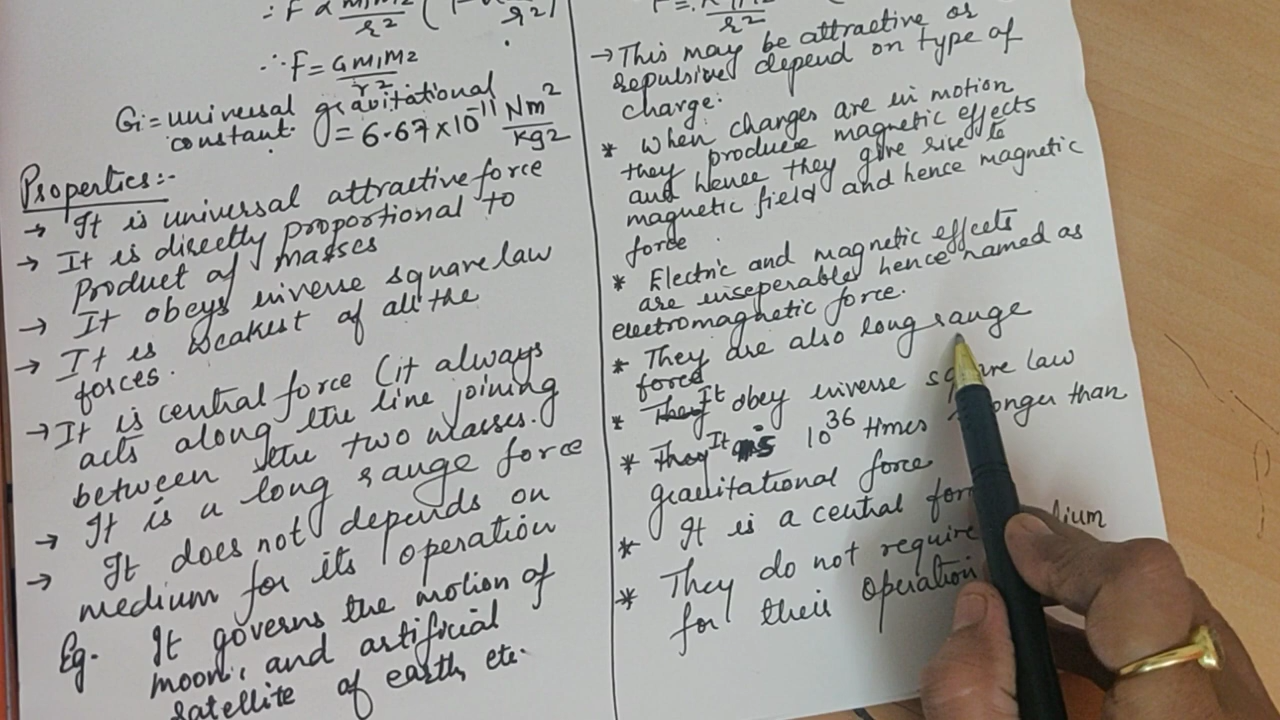 ∴ F ∝ m1m2 / r²
∴ F = G m1 m2 / r²
G = universal gravitational
constant.
= 6.67 × 10⁻¹¹ Nm² / kg²
Properties:-
→ It is universal attractive force
→ It is directly proportional to
product of masses
→ It obeys inverse square law
→ It is weakest of all the
forces.
→ It is central force (it always
acts along the line joining
between the two masses.)
→ It is a long range force
→ It does not depends on
medium for its operation
Eg. It governs the motion of
moon, and artificial
satellite of earth, etc.
r²
→ This may be attractive or
repulsive depend on type of
charge.
* When charges are in motion
they produce magnetic effects
and hence they give rise to
magnetic field and hence magnetic
force.
* Electric and magnetic effects
are inseperable hence named as
electromagnetic force.
* They are also long range
force
* It obey inverse square law
* It is 10³⁶ times stronger than
gravitational force
* It is a central
* They do not require
for their operation